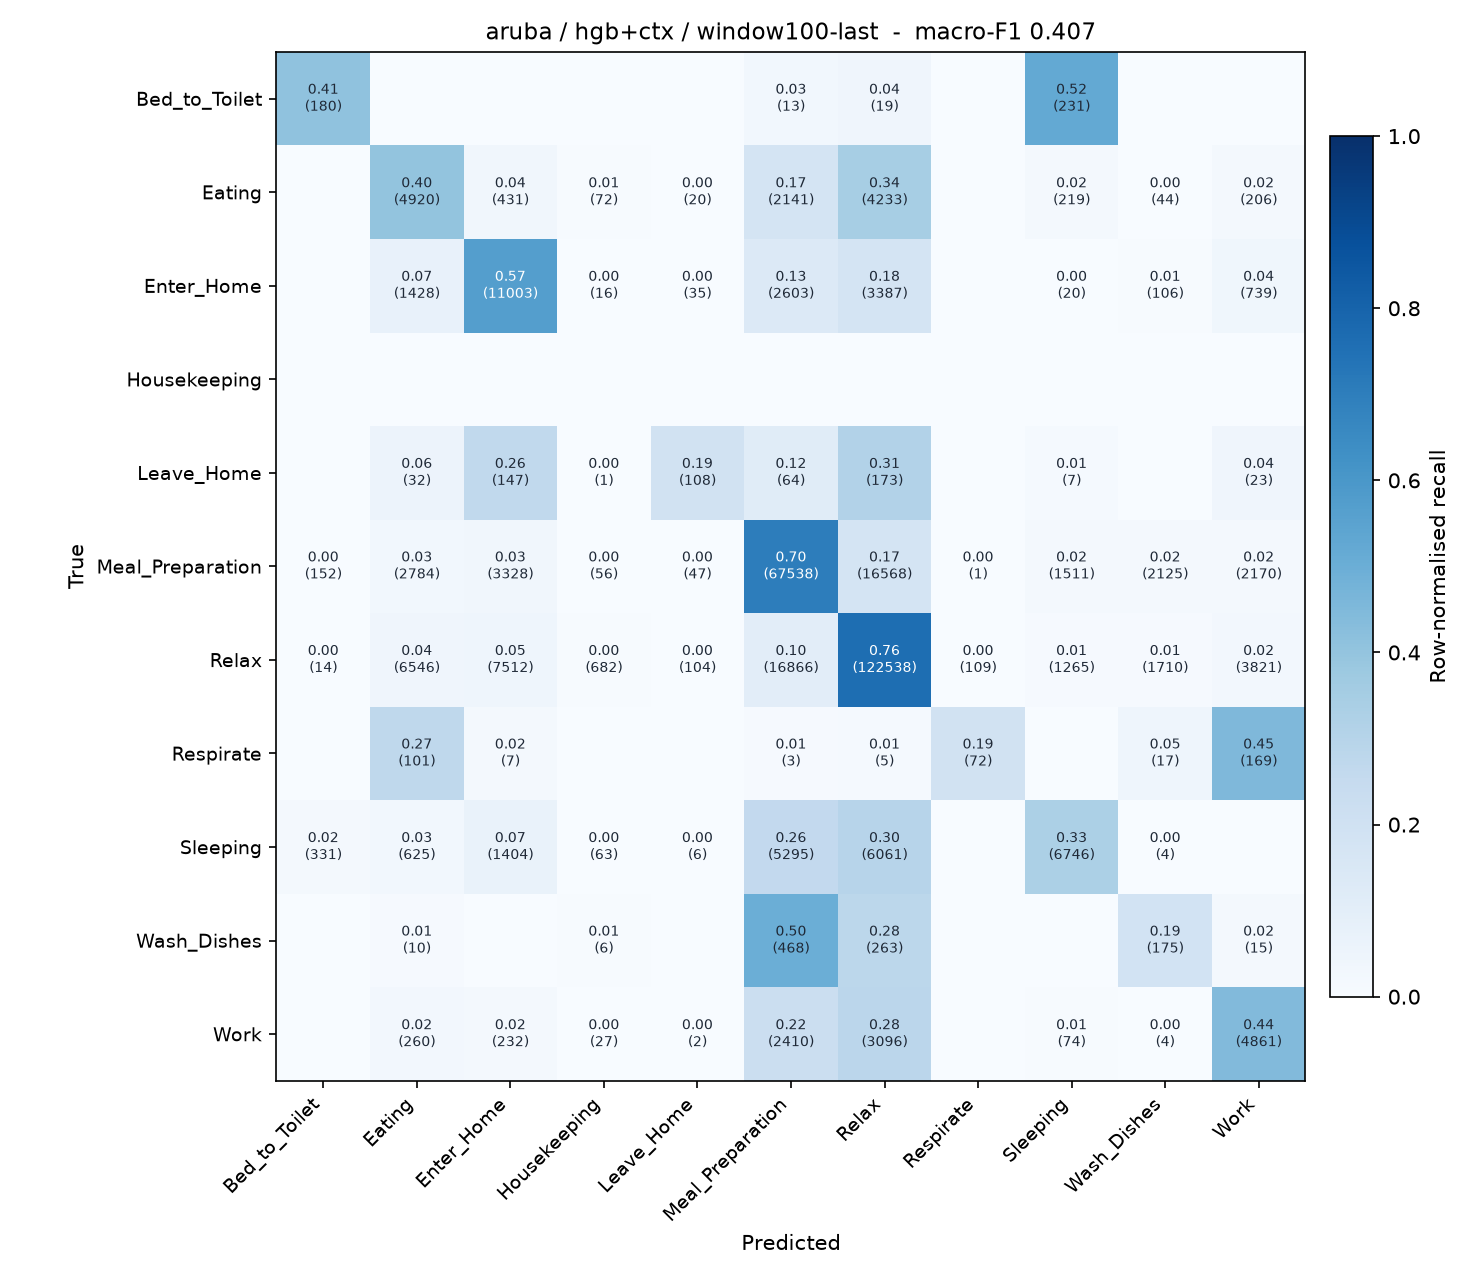 aruba / hgb+ctx / window100-last - macro-F1 0.407
Bed_to_Toilet 0.41 0.03 0.04 0.52
(180) (13) (19) (231)
Eating 0.40 0.04 0.01 0.00 0.17 0.34 0.02 0.00 0.02
(4920) (431) (72) (20) (2141) (4233) (219) (44) (206)
Enter_Home 0.07 0.57 0.00 0.00 0.13 0.18 0.00 0.01 0.04
(1428) (11003) (16) (35) (2603) (3387) (20) (106) (739)
Housekeeping
Leave_Home 0.06 0.26 0.00 0.19 0.12 0.31 0.01 0.04
(32) (147) (1) (108) (64) (173) (7) (23)
Meal_Preparation 0.00 0.03 0.03 0.00 0.00 0.70 0.17 0.00 0.02 0.02 0.02
(152) (2784) (3328) (56) (47) (67538) (16568) (1) (1511) (2125) (2170)
Relax 0.00 0.04 0.05 0.00 0.00 0.10 0.76 0.00 0.01 0.01 0.02
(14) (6546) (7512) (682) (104) (16866) (122538) (109) (1265) (1710) (3821)
Respirate 0.27 0.02 0.01 0.01 0.19 0.05 0.45
(101) (7) (3) (5) (72) (17) (169)
Sleeping 0.02 0.03 0.07 0.00 0.00 0.26 0.30 0.33 0.00
(331) (625) (1404) (63) (6) (5295) (6061) (6746) (4)
Wash_Dishes 0.01 0.01 0.50 0.28 0.19 0.02
(10) (6) (468) (263) (175) (15)
Work 0.02 0.02 0.00 0.00 0.22 0.28 0.01 0.00 0.44
(260) (232) (27) (2) (2410) (3096) (74) (4) (4861)
True
Bed_to_Toilet
Eating
Enter_Home
Housekeeping
Leave_Home
Meal_Preparation
Relax
Respirate
Sleeping
Wash_Dishes
Work
Predicted
1.0
0.8
0.6
0.4
0.2
0.0
Row-normalised recall